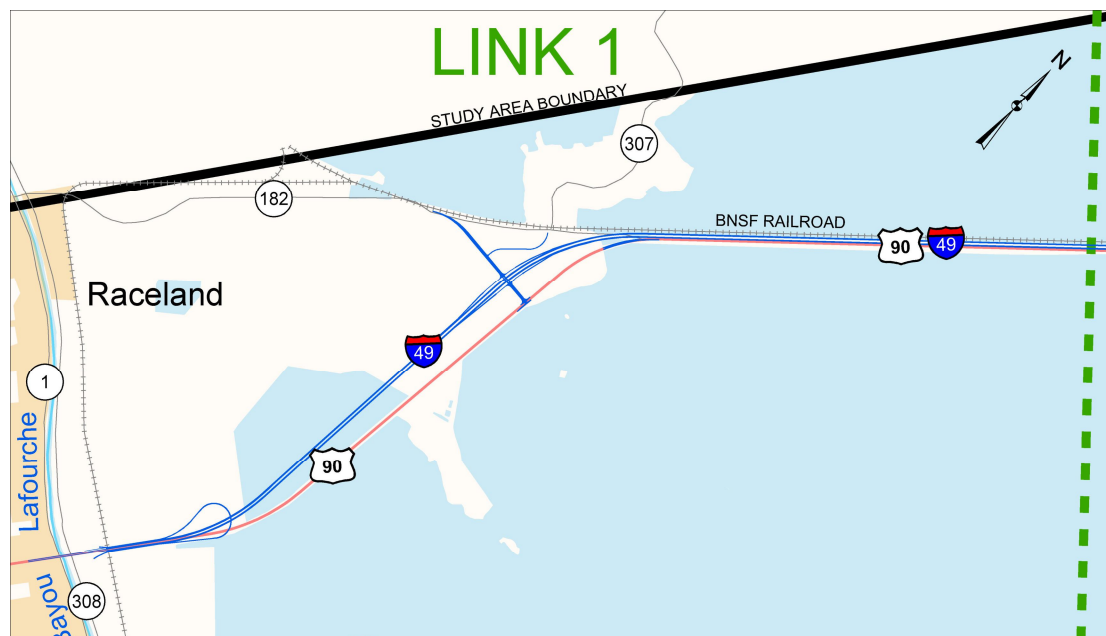 LINK 1
N
STUDY AREA BOUNDARY
307
182
BNSF RAILROAD
90
49
Raceland
49
1
90
Lafourche
Bayou
308